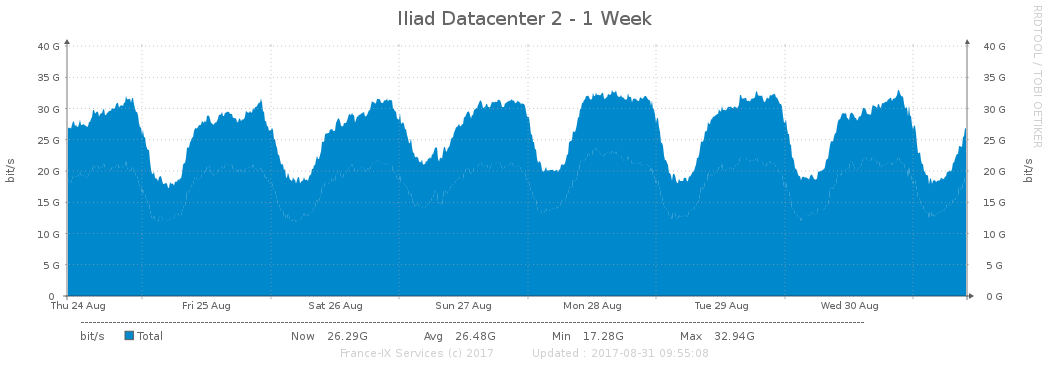 Iliad Datacenter 2 - 1 Week
RRDTOOL / TOBI OETIKER
40 G 40 G
35 G 35 G
30 G 30 G
25 G 25 G
20 G 20 G
15 G 15 G
10 G 10 G
5 G 5 G
0 0 G
bit/s bit/s
Thu 24 Aug Fri 25 Aug Sat 26 Aug Sun 27 Aug Mon 28 Aug Tue 29 Aug Wed 30 Aug
bit/s Total Now 26.29G Avg 26.48G Min 17.28G Max 32.94G
France-IX Services (c) 2017 Updated : 2017-08-31 09:55:08